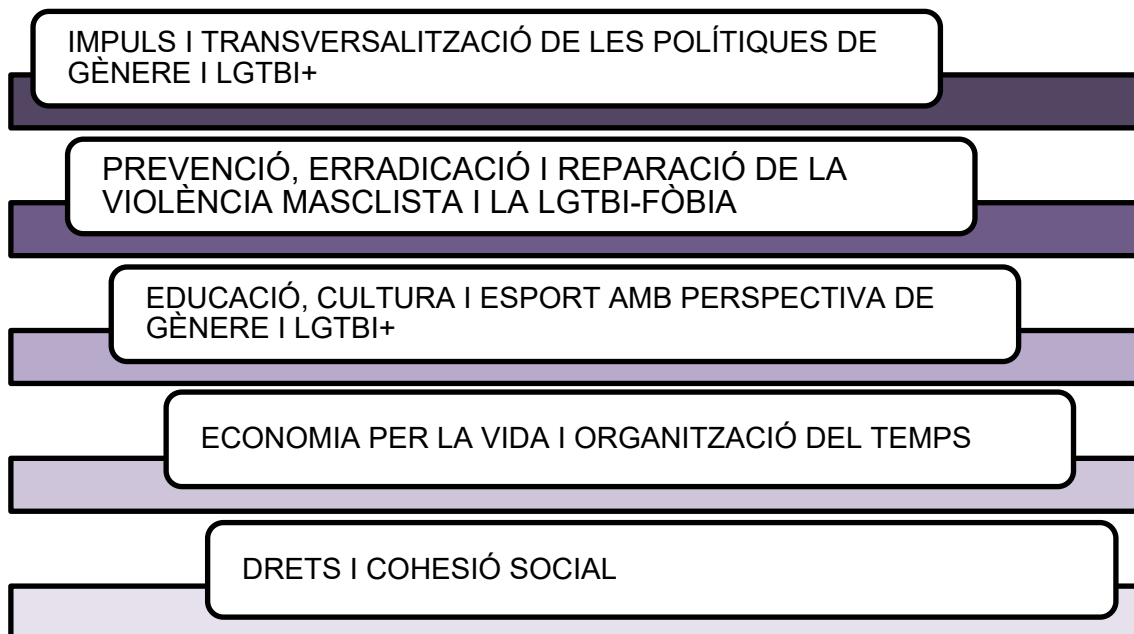 IMPULS I TRANSVERSALITZACIÓ DE LES POLÍTIQUES DE
GÈNERE I LGTBI+
PREVENCIÓ, ERRADICACIÓ I REPARACIÓ DE LA
VIOLÈNCIA MASCLISTA I LA LGTBI-FÒBIA
EDUCACIÓ, CULTURA I ESPORT AMB PERSPECTIVA DE
GÈNERE I LGTBI+
ECONOMIA PER LA VIDA I ORGANITZACIÓ DEL TEMPS
DRETS I COHESIÓ SOCIAL